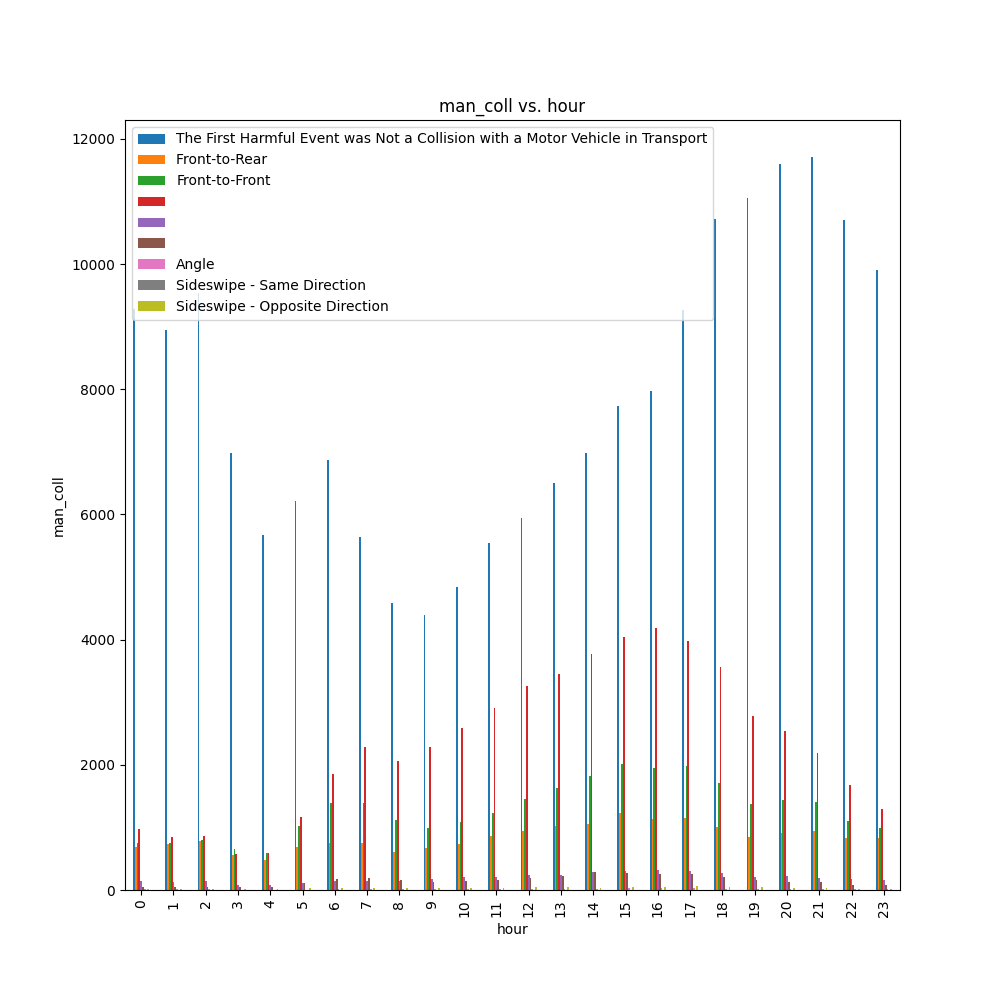 man_coll vs. hour
The First Harmful Event was Not a Collision with a Motor Vehicle in Transport
Front-to-Rear
Front-to-Front
Angle
Sideswipe - Same Direction
Sideswipe - Opposite Direction
12000
10000
8000
6000
4000
2000
0
man_coll
0 1 2 3 4 5 6 7 8 9 10 11 12 13 14 15 16 17 18 19 20 21 22 23
hour